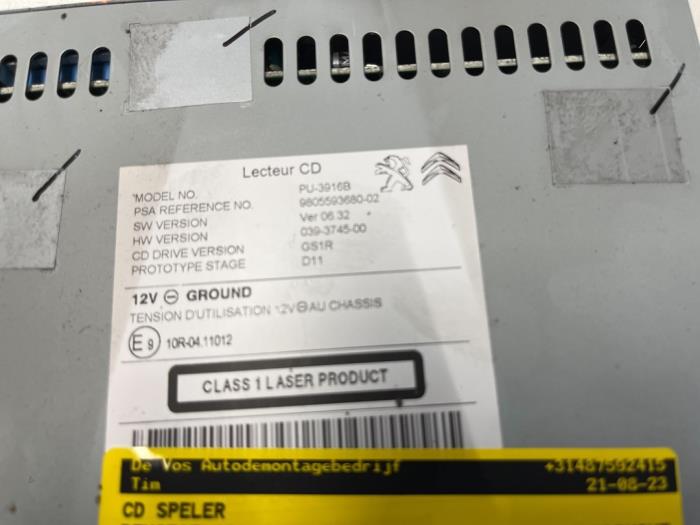 Lecteur CD
*MODEL NO. PU-3916B
PSA REFERENCE NO. 9805593680-02
SW VERSION Ver 06.32
HW VERSION 039-3745-00
CD DRIVE VERSION GS1R
PROTOTYPE STAGE D11
12V ⊖ GROUND
TENSION D'UTILISATION 12V⊖AU CHASSIS
E9 10R-04.11012
CLASS 1 LASER PRODUCT
De Vos Autodemontagebedrijf +31487592415
Tim 21-08-23
CD SPELER